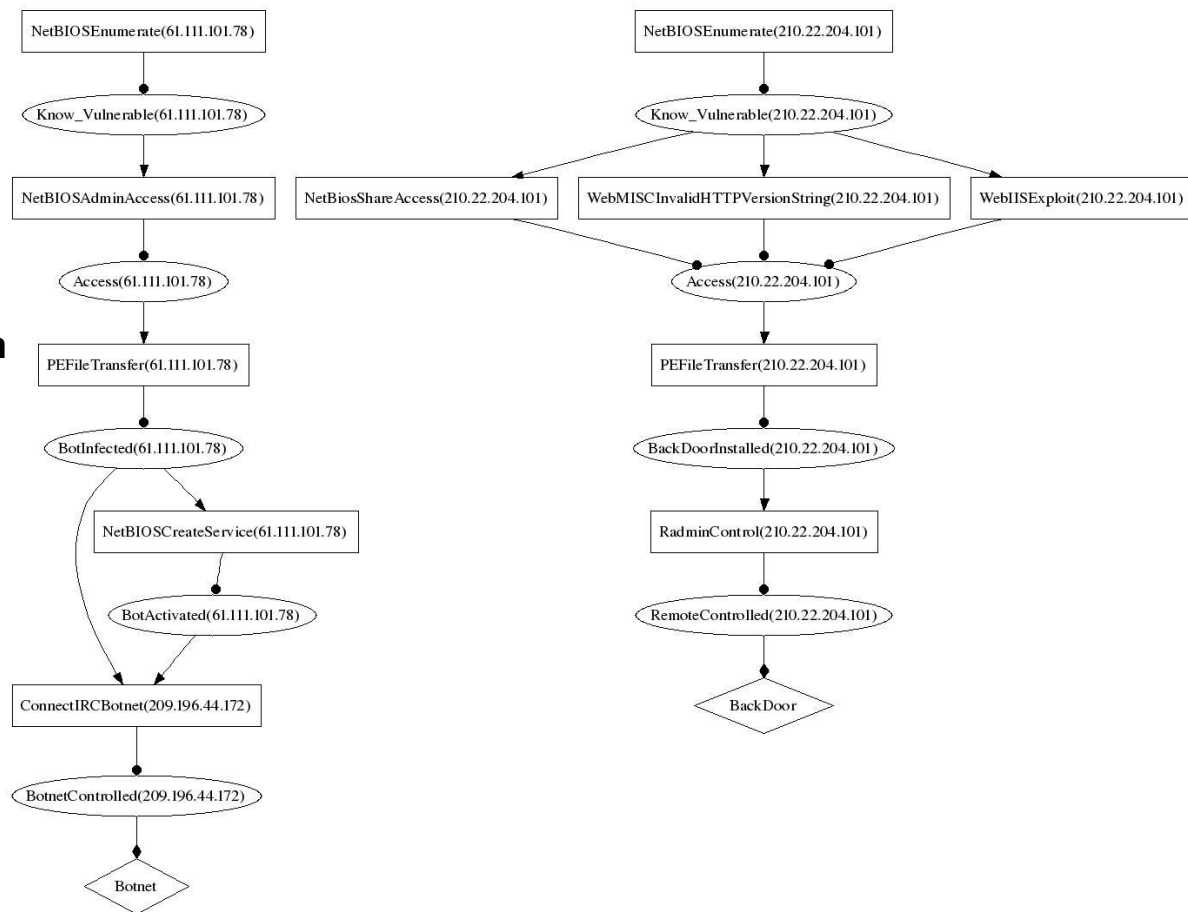 NetBIOSEnumerate(61.111.101.78)
Know_Vulnerable(61.111.101.78)
NetBIOSAdminAccess(61.111.101.78)
Access(61.111.101.78)
n
PEFileTransfer(61.111.101.78)
BotInfected(61.111.101.78)
NetBIOSCreateService(61.111.101.78)
BotActivated(61.111.101.78)
ConnectIRCBotnet(209.196.44.172)
BotnetControlled(209.196.44.172)
Botnet
NetBIOSEnumerate(210.22.204.101)
Know_Vulnerable(210.22.204.101)
NetBiosShareAccess(210.22.204.101)
WebMISCInvalidHTTPVersionString(210.22.204.101)
WebIISExploit(210.22.204.101)
Access(210.22.204.101)
PEFileTransfer(210.22.204.101)
BackDoorInstalled(210.22.204.101)
RadminControl(210.22.204.101)
RemoteControlled(210.22.204.101)
BackDoor